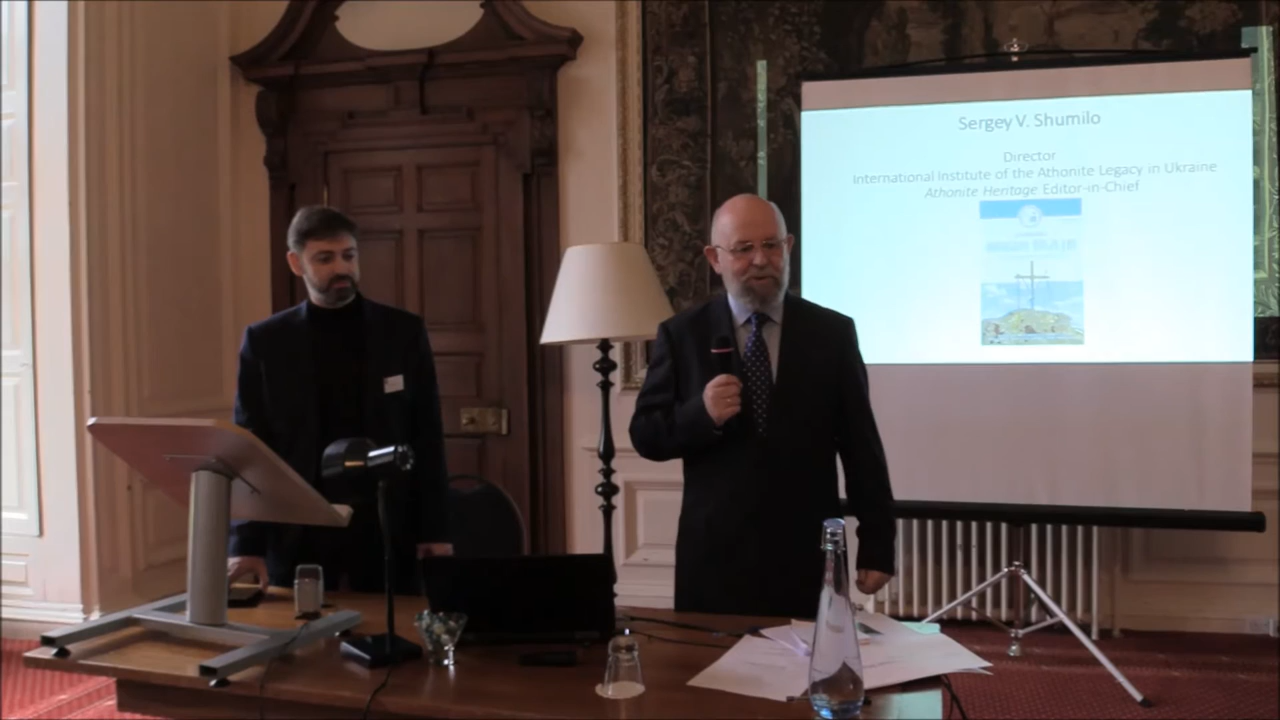 Sergey V. Shumilo
Director
International Institute of the Athonite Legacy in Ukraine
Athonite Heritage Editor-in-Chief